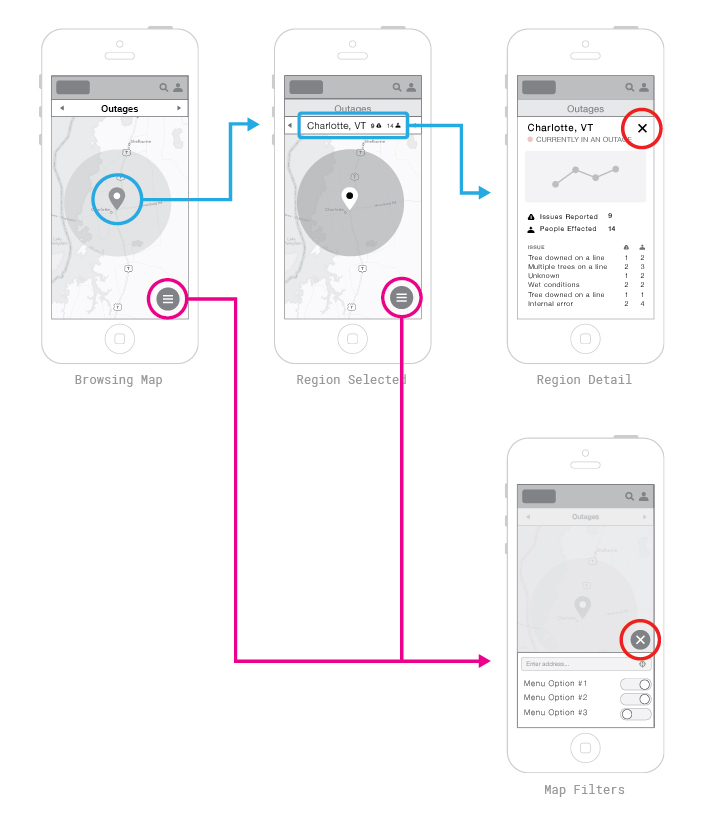 Outages
Shelburne
Charlotte
Browsing Map
Outages
Charlotte, VT 9 14
Shelburne
Region Selected
Outages
Charlotte, VT
CURRENTLY IN AN OUTAGE
Issues Reported 9
People Effected 14
ISSUE
Tree downed on a line 1 2
Multiple trees on a line 2 3
Unknown 1 2
Wet conditions 2 2
Tree downed on a line 1 1
Internal error 2 4
Region Detail
Outages
Enter address...
Menu Option #1
Menu Option #2
Menu Option #3
Map Filters